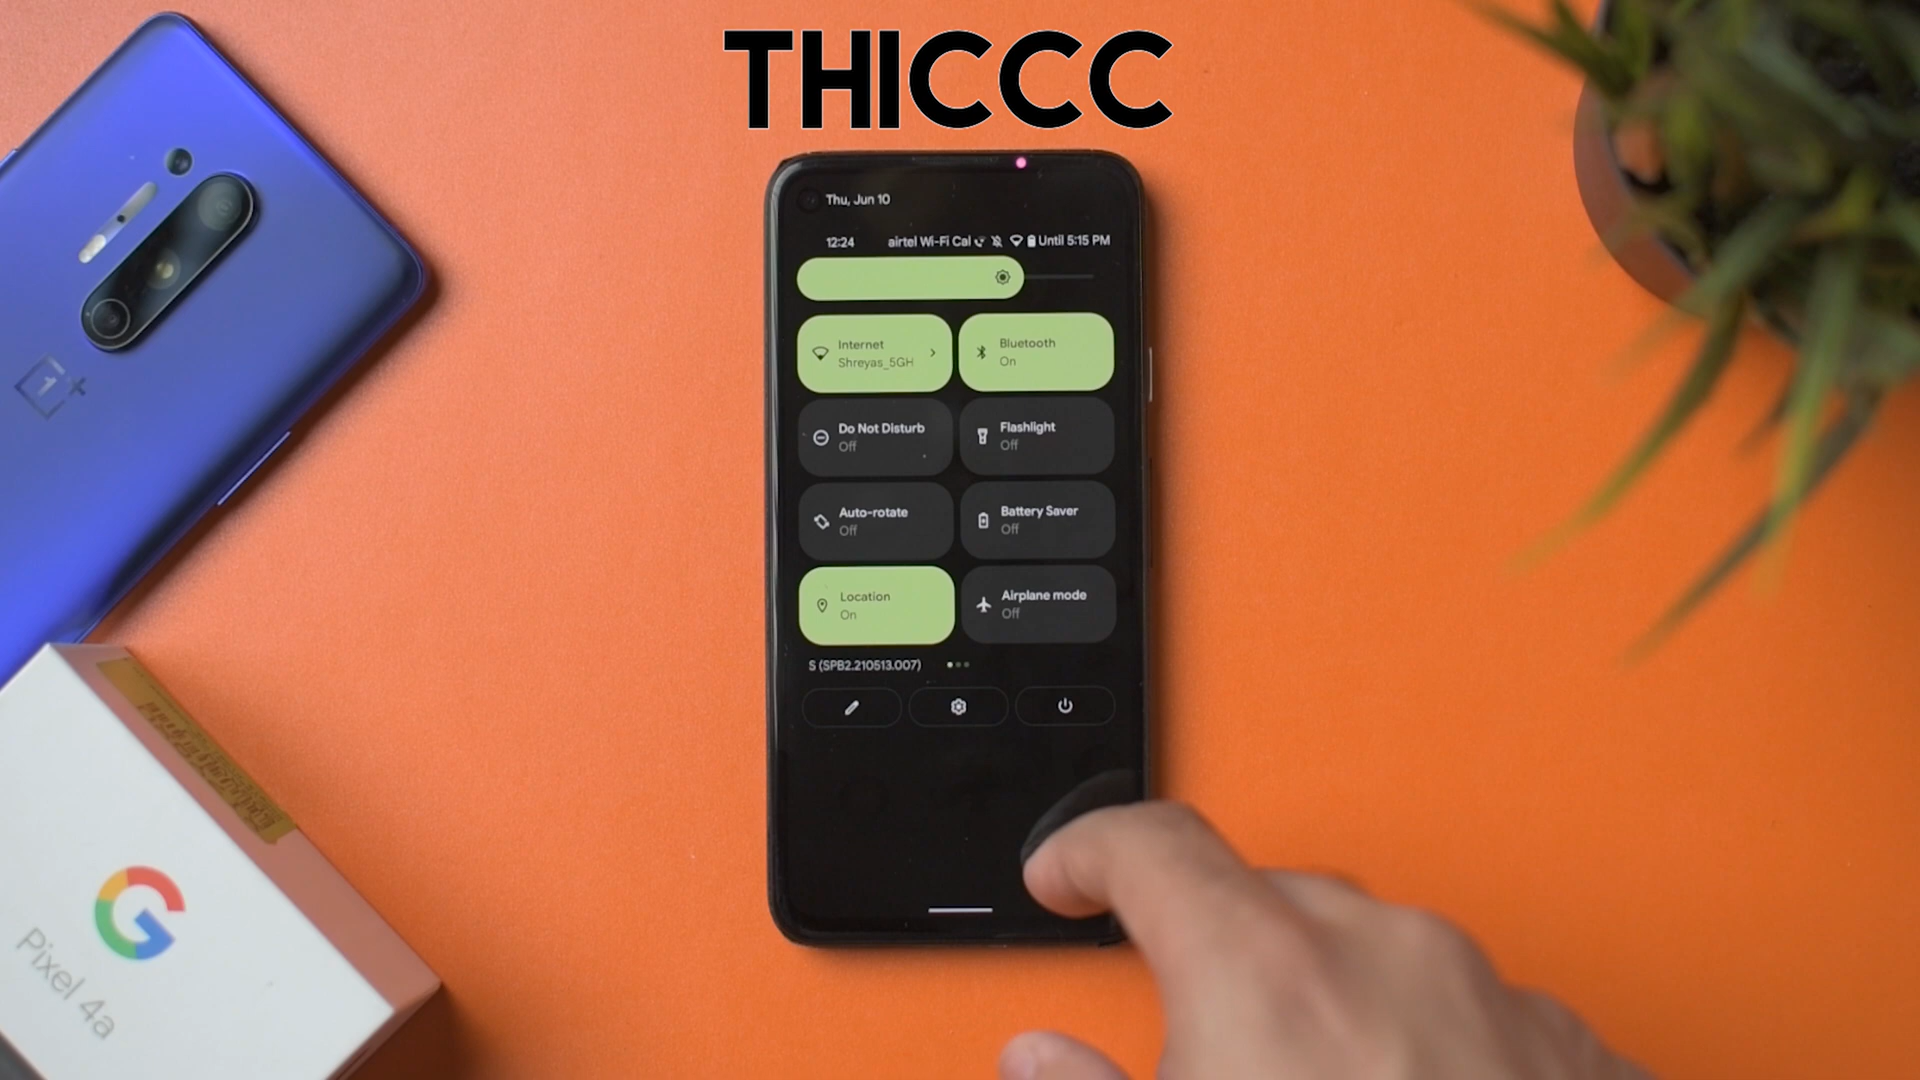 THICCC
Thu, Jun 10
12:24 airtel Wi-Fi Cal Until 5:15 PM
Internet
Shreyas_5GH
Bluetooth
On
Do Not Disturb
Off
Flashlight
Off
Auto-rotate
Off
Battery Saver
Off
Location
On
Airplane mode
Off
S (SPB2.210513.007)
1+
G
Pixel 4a